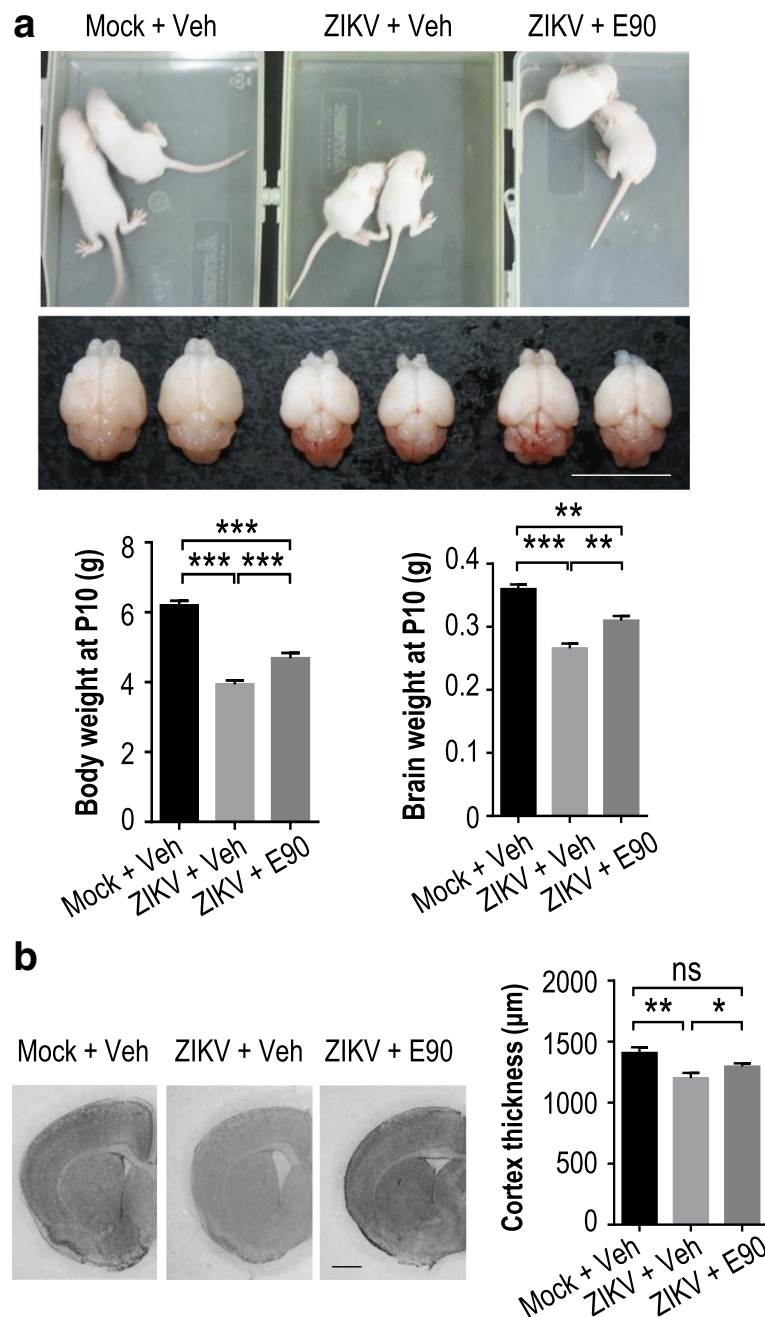 a
Mock + Veh ZIKV + Veh ZIKV + E90
***
*** ***
8
6
4
2
0
Body weight at P10 (g)
Mock + Veh
ZIKV + Veh
ZIKV + E90
**
*** **
0.4
0.3
0.2
0.1
0
Brain weight at P10 (g)
Mock + Veh
ZIKV + Veh
ZIKV + E90
b
Mock + Veh ZIKV + Veh ZIKV + E90
ns
** *
2000
1500
1000
500
0
Cortex thickness (μm)
Mock + Veh
ZIKV + Veh
ZIKV + E90